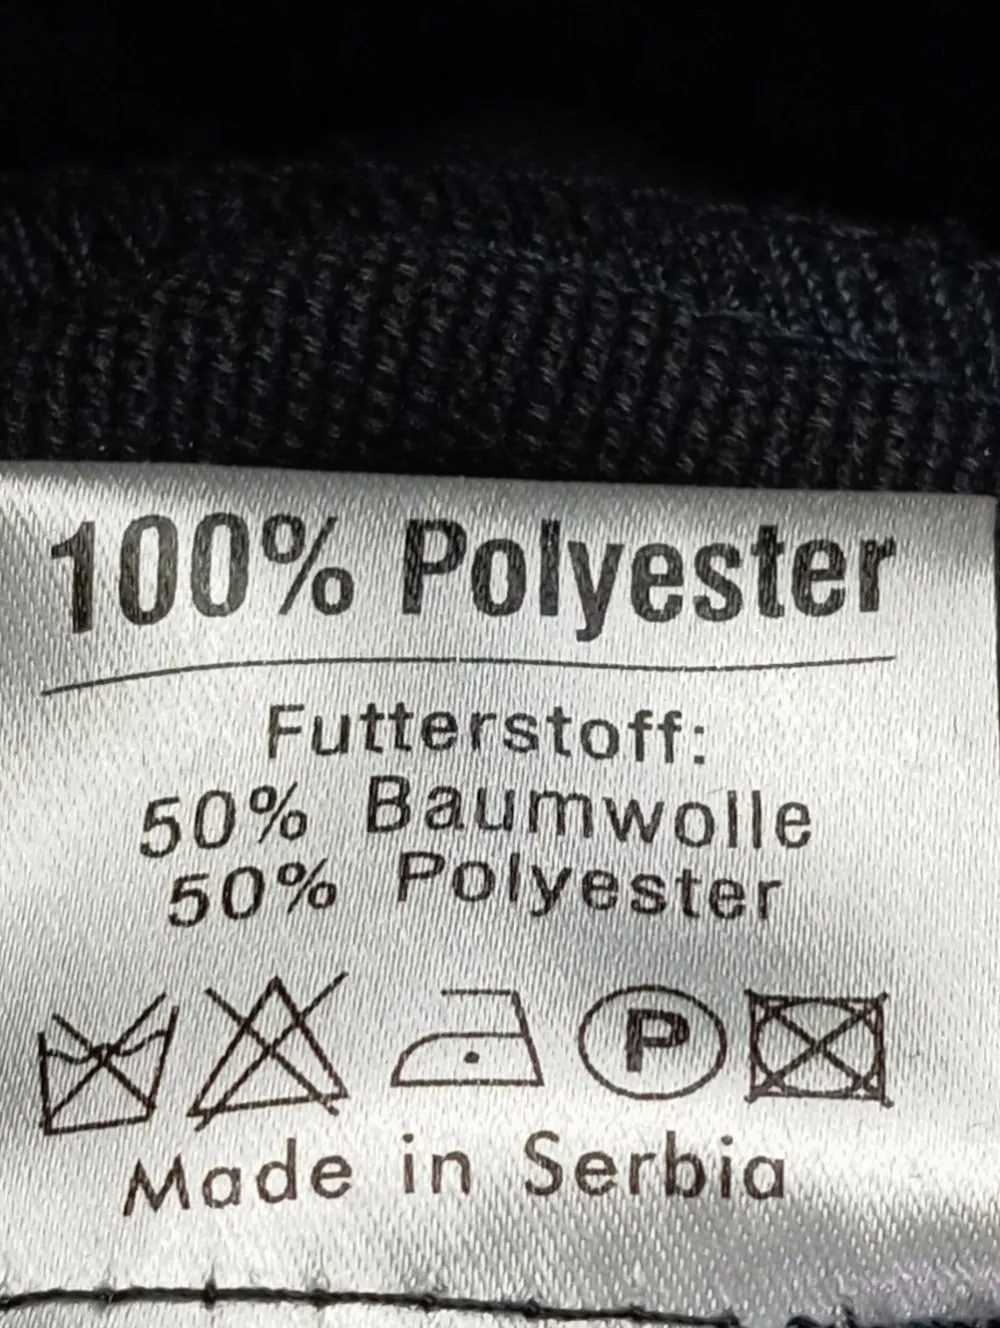 100% Polyester
Futterstoff:
50% Baumwolle
50% Polyester
P
Made in Serbia